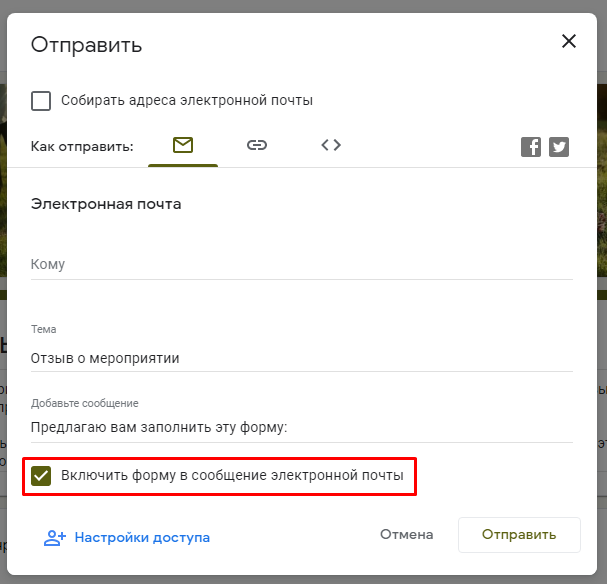 Отправить
Собирать адреса электронной почты
Как отправить:
Электронная почта
Кому
Тема
Отзыв о мероприятии
Добавьте сообщение
Предлагаю вам заполнить эту форму:
Включить форму в сообщение электронной почты
Настройки доступа
Отмена
Отправить